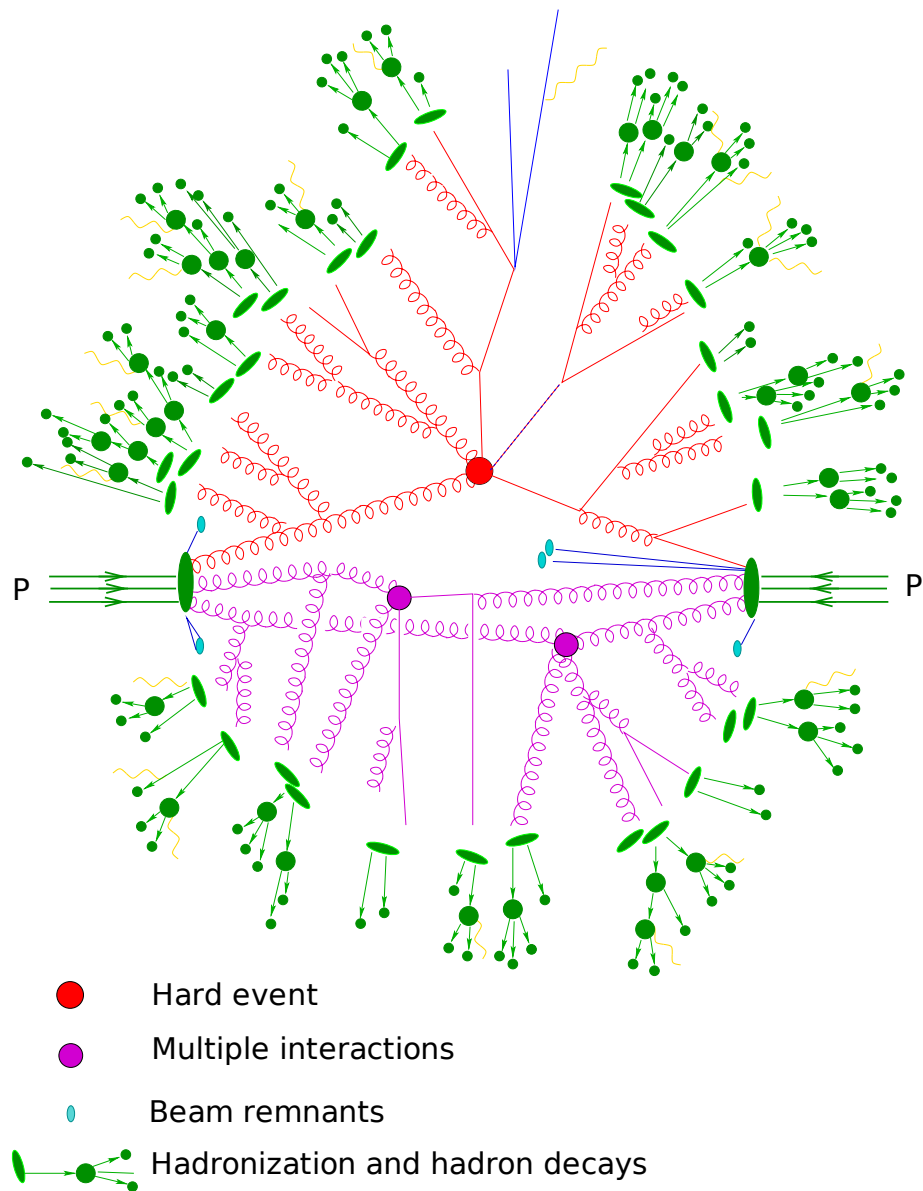 P
P
Hard event
Multiple interactions
Beam remnants
Hadronization and hadron decays